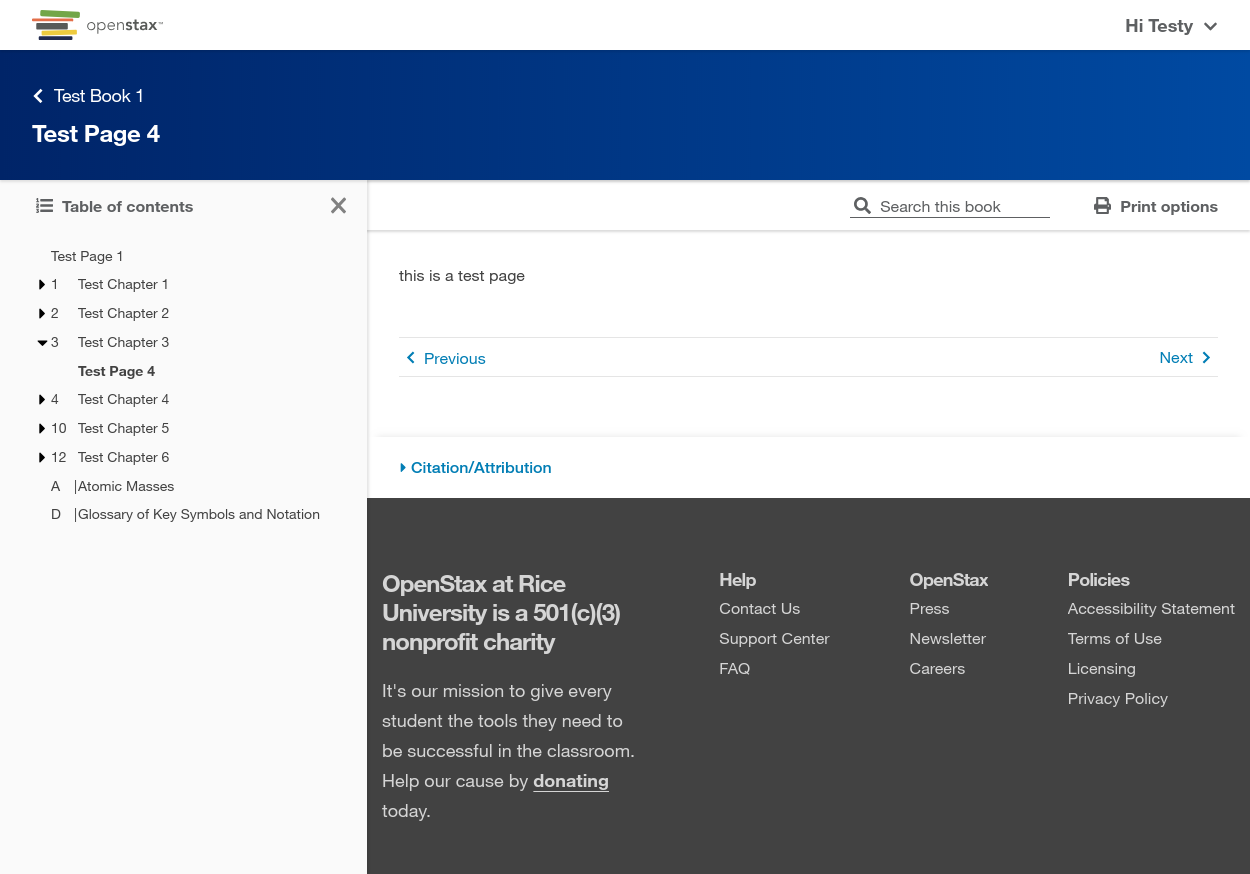 openstax™
Hi Testy
Test Book 1
Test Page 4
Table of contents
Search this book
Print options
Test Page 1
1 Test Chapter 1
2 Test Chapter 2
3 Test Chapter 3
Test Page 4
4 Test Chapter 4
10 Test Chapter 5
12 Test Chapter 6
A |Atomic Masses
D |Glossary of Key Symbols and Notation
this is a test page
Previous
Next
Citation/Attribution
OpenStax at Rice
University is a 501(c)(3)
nonprofit charity
It's our mission to give every
student the tools they need to
be successful in the classroom.
Help our cause by donating
today.
Help
Contact Us
Support Center
FAQ
OpenStax
Press
Newsletter
Careers
Policies
Accessibility Statement
Terms of Use
Licensing
Privacy Policy